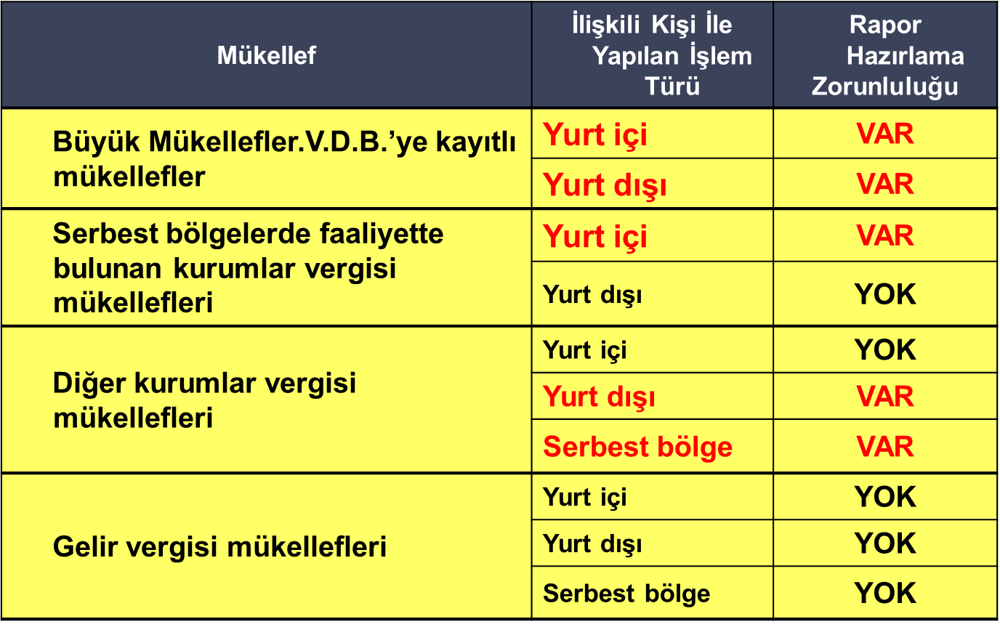 Mükellef
İlişkili Kişi İle
Yapılan İşlem
Türü
Rapor
Hazırlama
Zorunluluğu
Büyük Mükellefler.V.D.B.’ye kayıtlı
mükellefler
Yurt içi
VAR
Yurt dışı
VAR
Serbest bölgelerde faaliyette
bulunan kurumlar vergisi
mükellefleri
Yurt içi
VAR
Yurt dışı
YOK
Diğer kurumlar vergisi
mükellefleri
Yurt içi
YOK
Yurt dışı
VAR
Serbest bölge
VAR
Gelir vergisi mükellefleri
Yurt içi
YOK
Yurt dışı
YOK
Serbest bölge
YOK